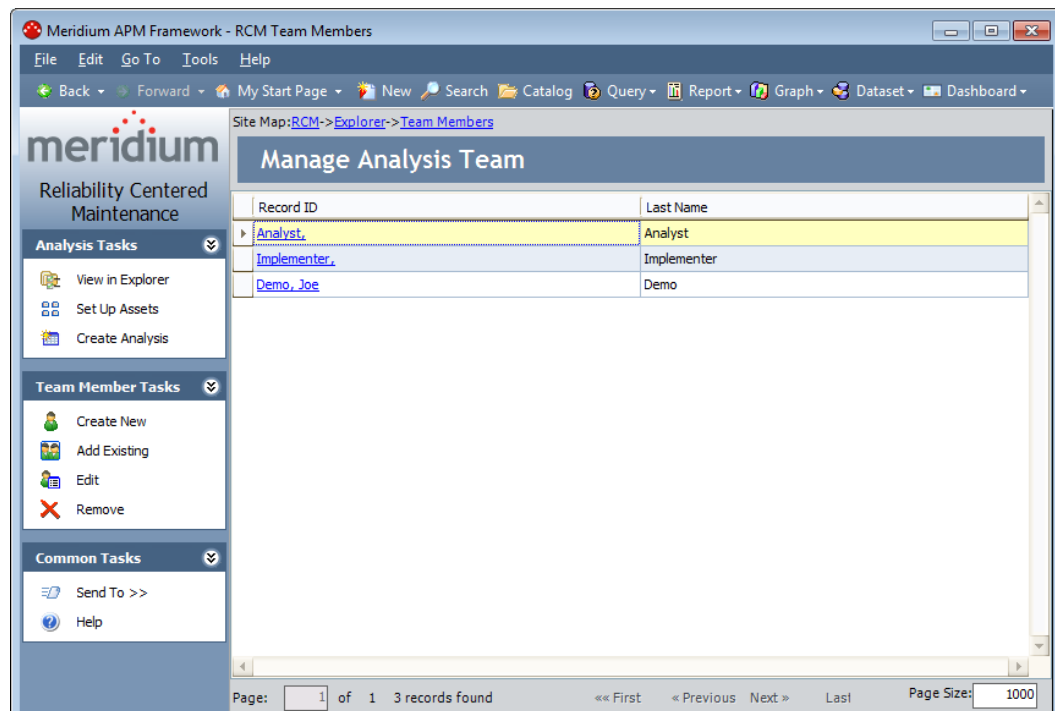 Meridium APM Framework - RCM Team Members
File Edit Go To Tools Help
Back Forward My Start Page New Search Catalog Query Report Graph Dataset Dashboard
meridium
Reliability Centered
Maintenance
Analysis Tasks
View in Explorer
Set Up Assets
Create Analysis
Team Member Tasks
Create New
Add Existing
Edit
Remove
Common Tasks
Send To >>
Help
Site Map:RCM->Explorer->Team Members
Manage Analysis Team
Record ID Last Name
Analyst, Analyst
Implementer, Implementer
Demo, Joe Demo
Page: 1 of 1 3 records found «« First « Previous Next » Last Page Size: 1000